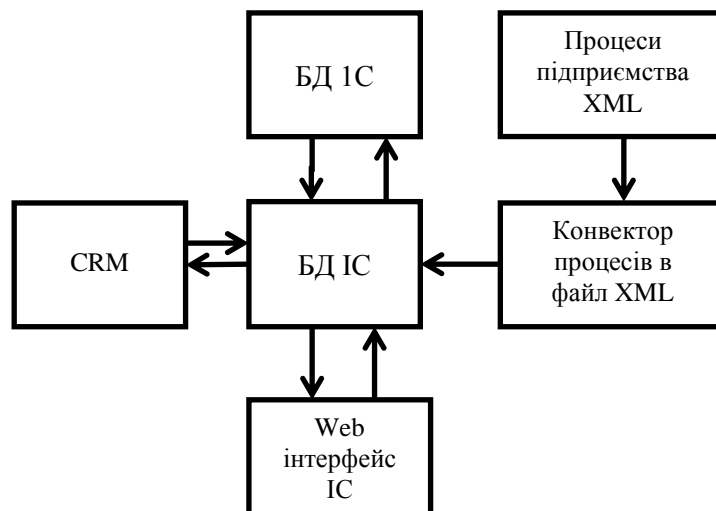 БД 1С
Процеси
підприємства
XML
CRM
БД ІС
Конвектор
процесів в
файл XML
Web
інтерфейс
ІС